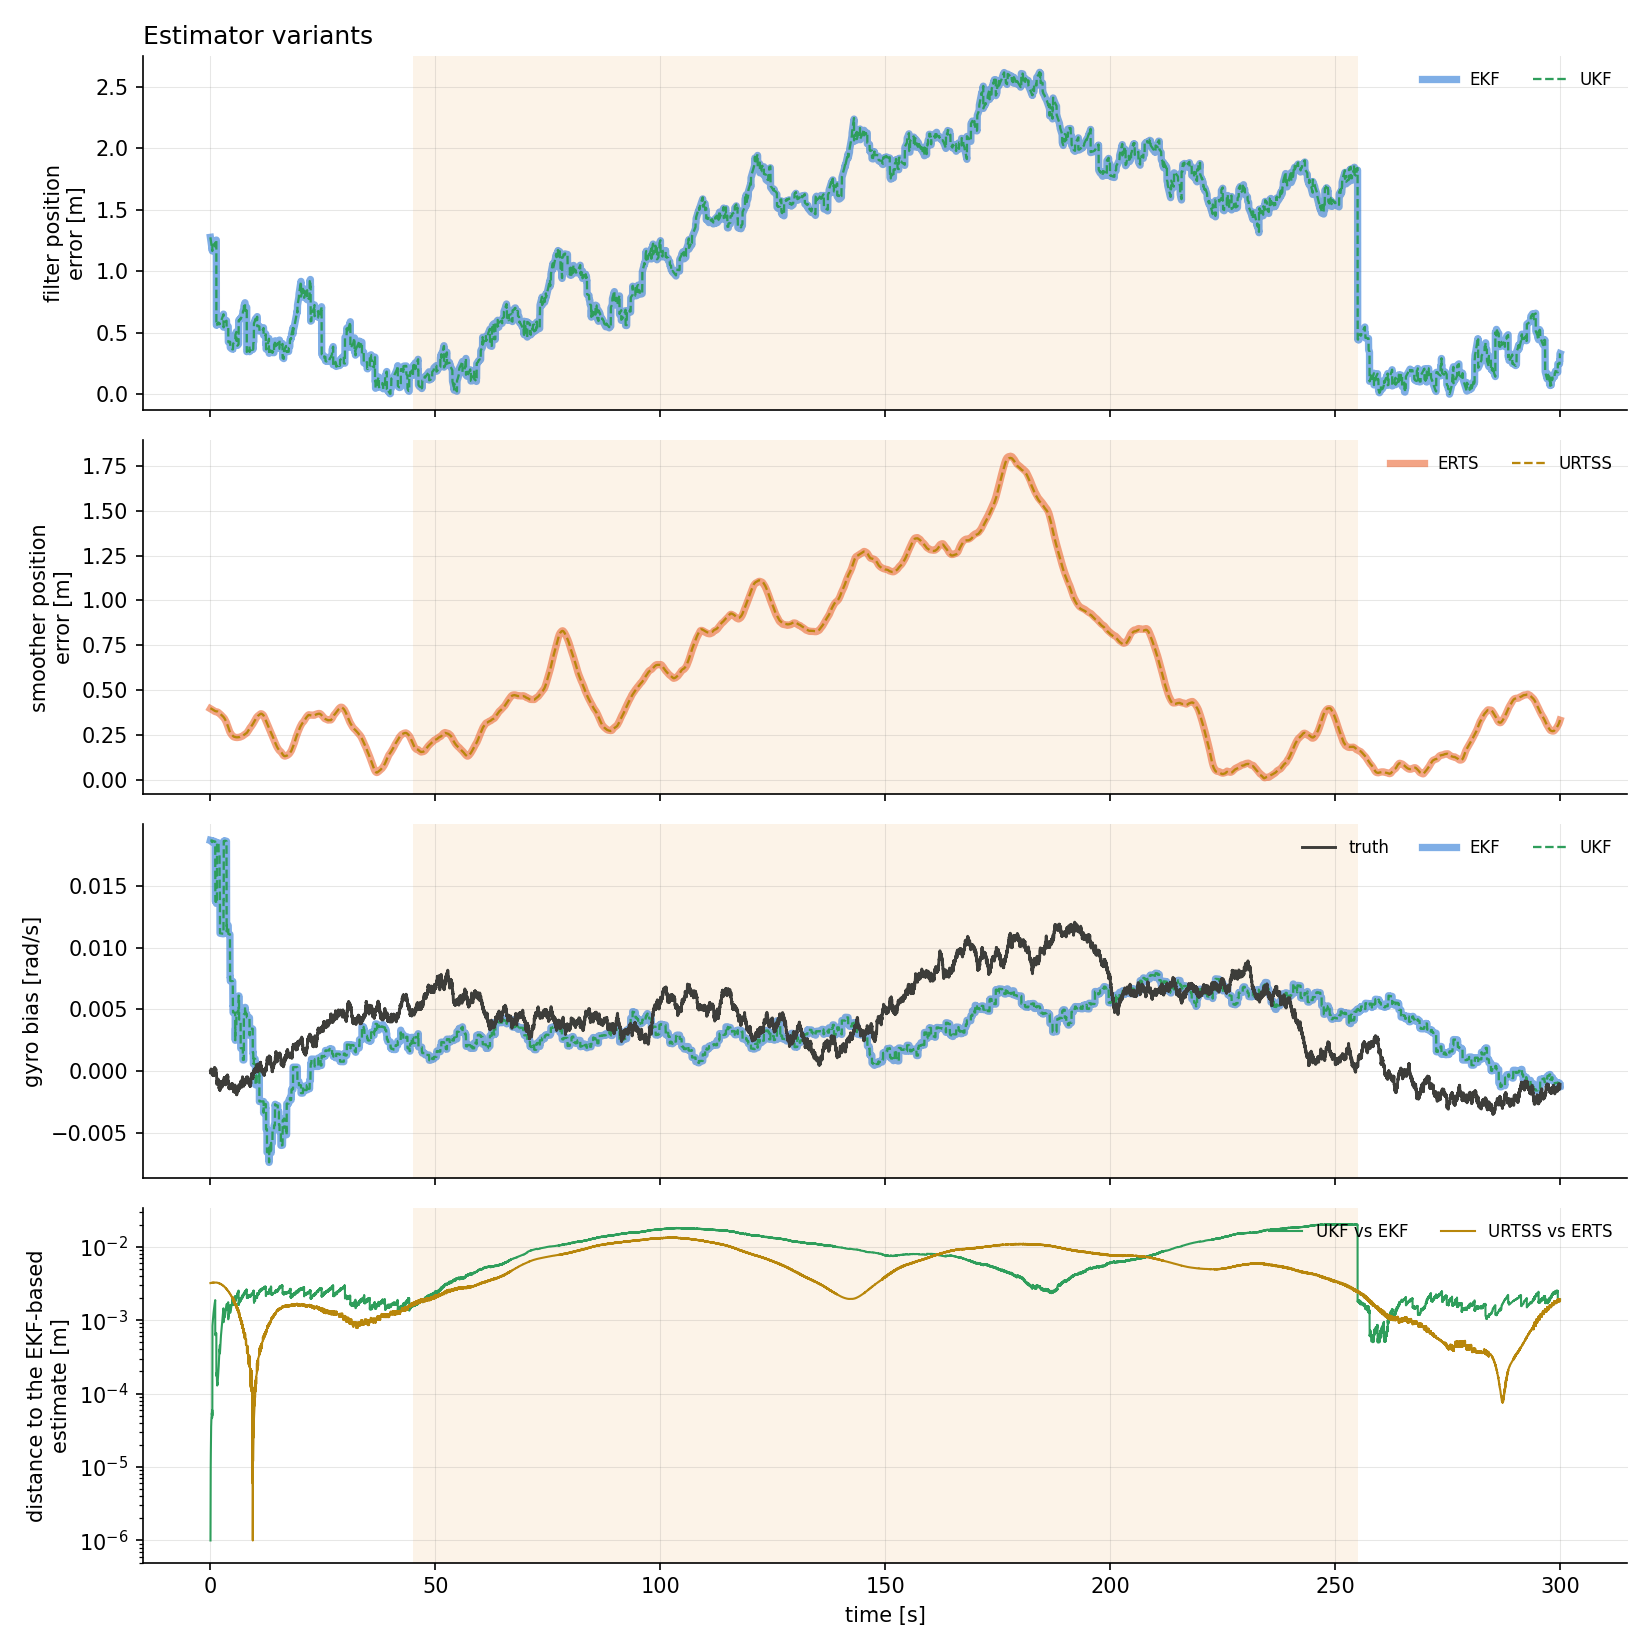 Estimator variants
EKF
UKF
filter position
error [m]
2.5
2.0
1.5
1.0
0.5
0.0
ERTS
URTSS
smoother position
error [m]
1.75
1.50
1.25
1.00
0.75
0.50
0.25
0.00
truth
EKF
UKF
gyro bias [rad/s]
0.015
0.010
0.005
0.000
−0.005
UKF vs EKF
URTSS vs ERTS
distance to the EKF-based
estimate [m]
10⁻²
10⁻³
10⁻⁴
10⁻⁵
10⁻⁶
0
50
100
150
200
250
300
time [s]